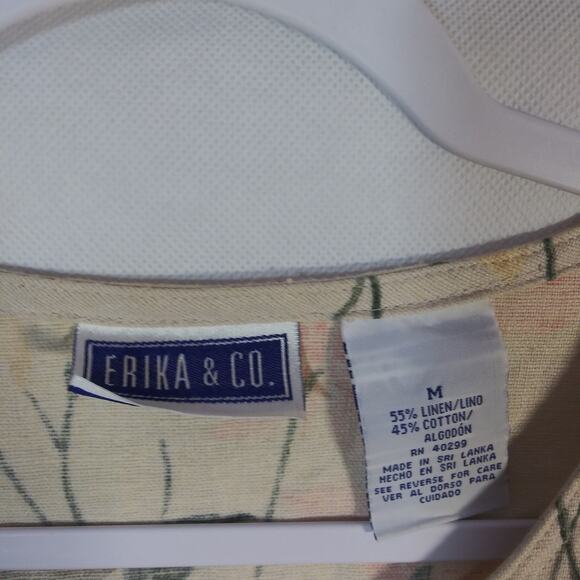 ERIKA & CO.
M
55% LINEN/LINO
45% COTTON/
ALGODÓN
RN 40299
MADE IN SRI LANKA
HECHO EN SRI LANKA
SEE REVERSE FOR CARE
VER AL DORSO PARA
CUIDADO